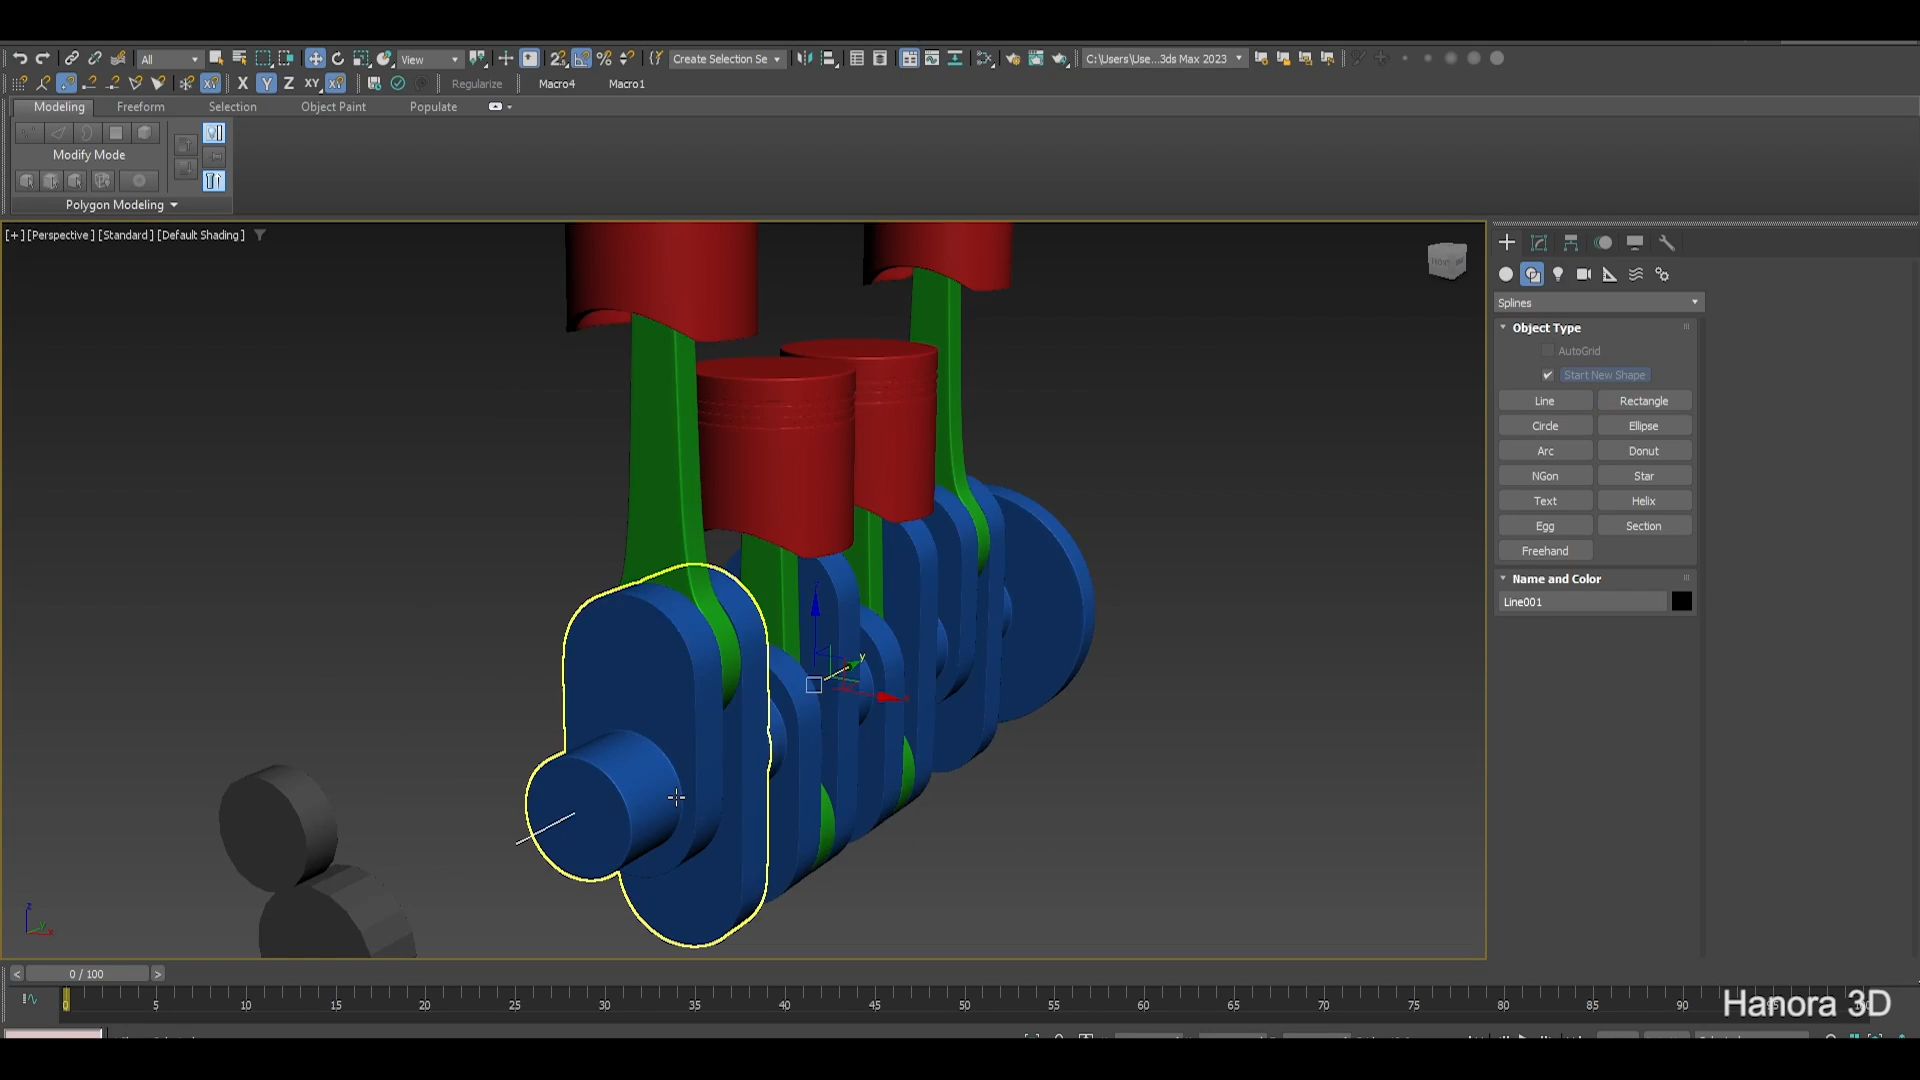 All
View
Create Selection Se
C:\Users\Use...3ds Max 2023
X Y Z XY
Regularize
Macro4
Macro1
Modeling
Freeform
Selection
Object Paint
Populate
Modify Mode
Polygon Modeling
[+] [Perspective] [Standard] [Default Shading]
Splines
Object Type
AutoGrid
Start New Shape
Line
Rectangle
Circle
Ellipse
Arc
Donut
NGon
Star
Text
Helix
Egg
Section
Freehand
Name and Color
Line001
0 / 100
0 5 10 15 20 25 30 35 40 45 50 55 60 65 70 75 80 85 90
Hanora 3D